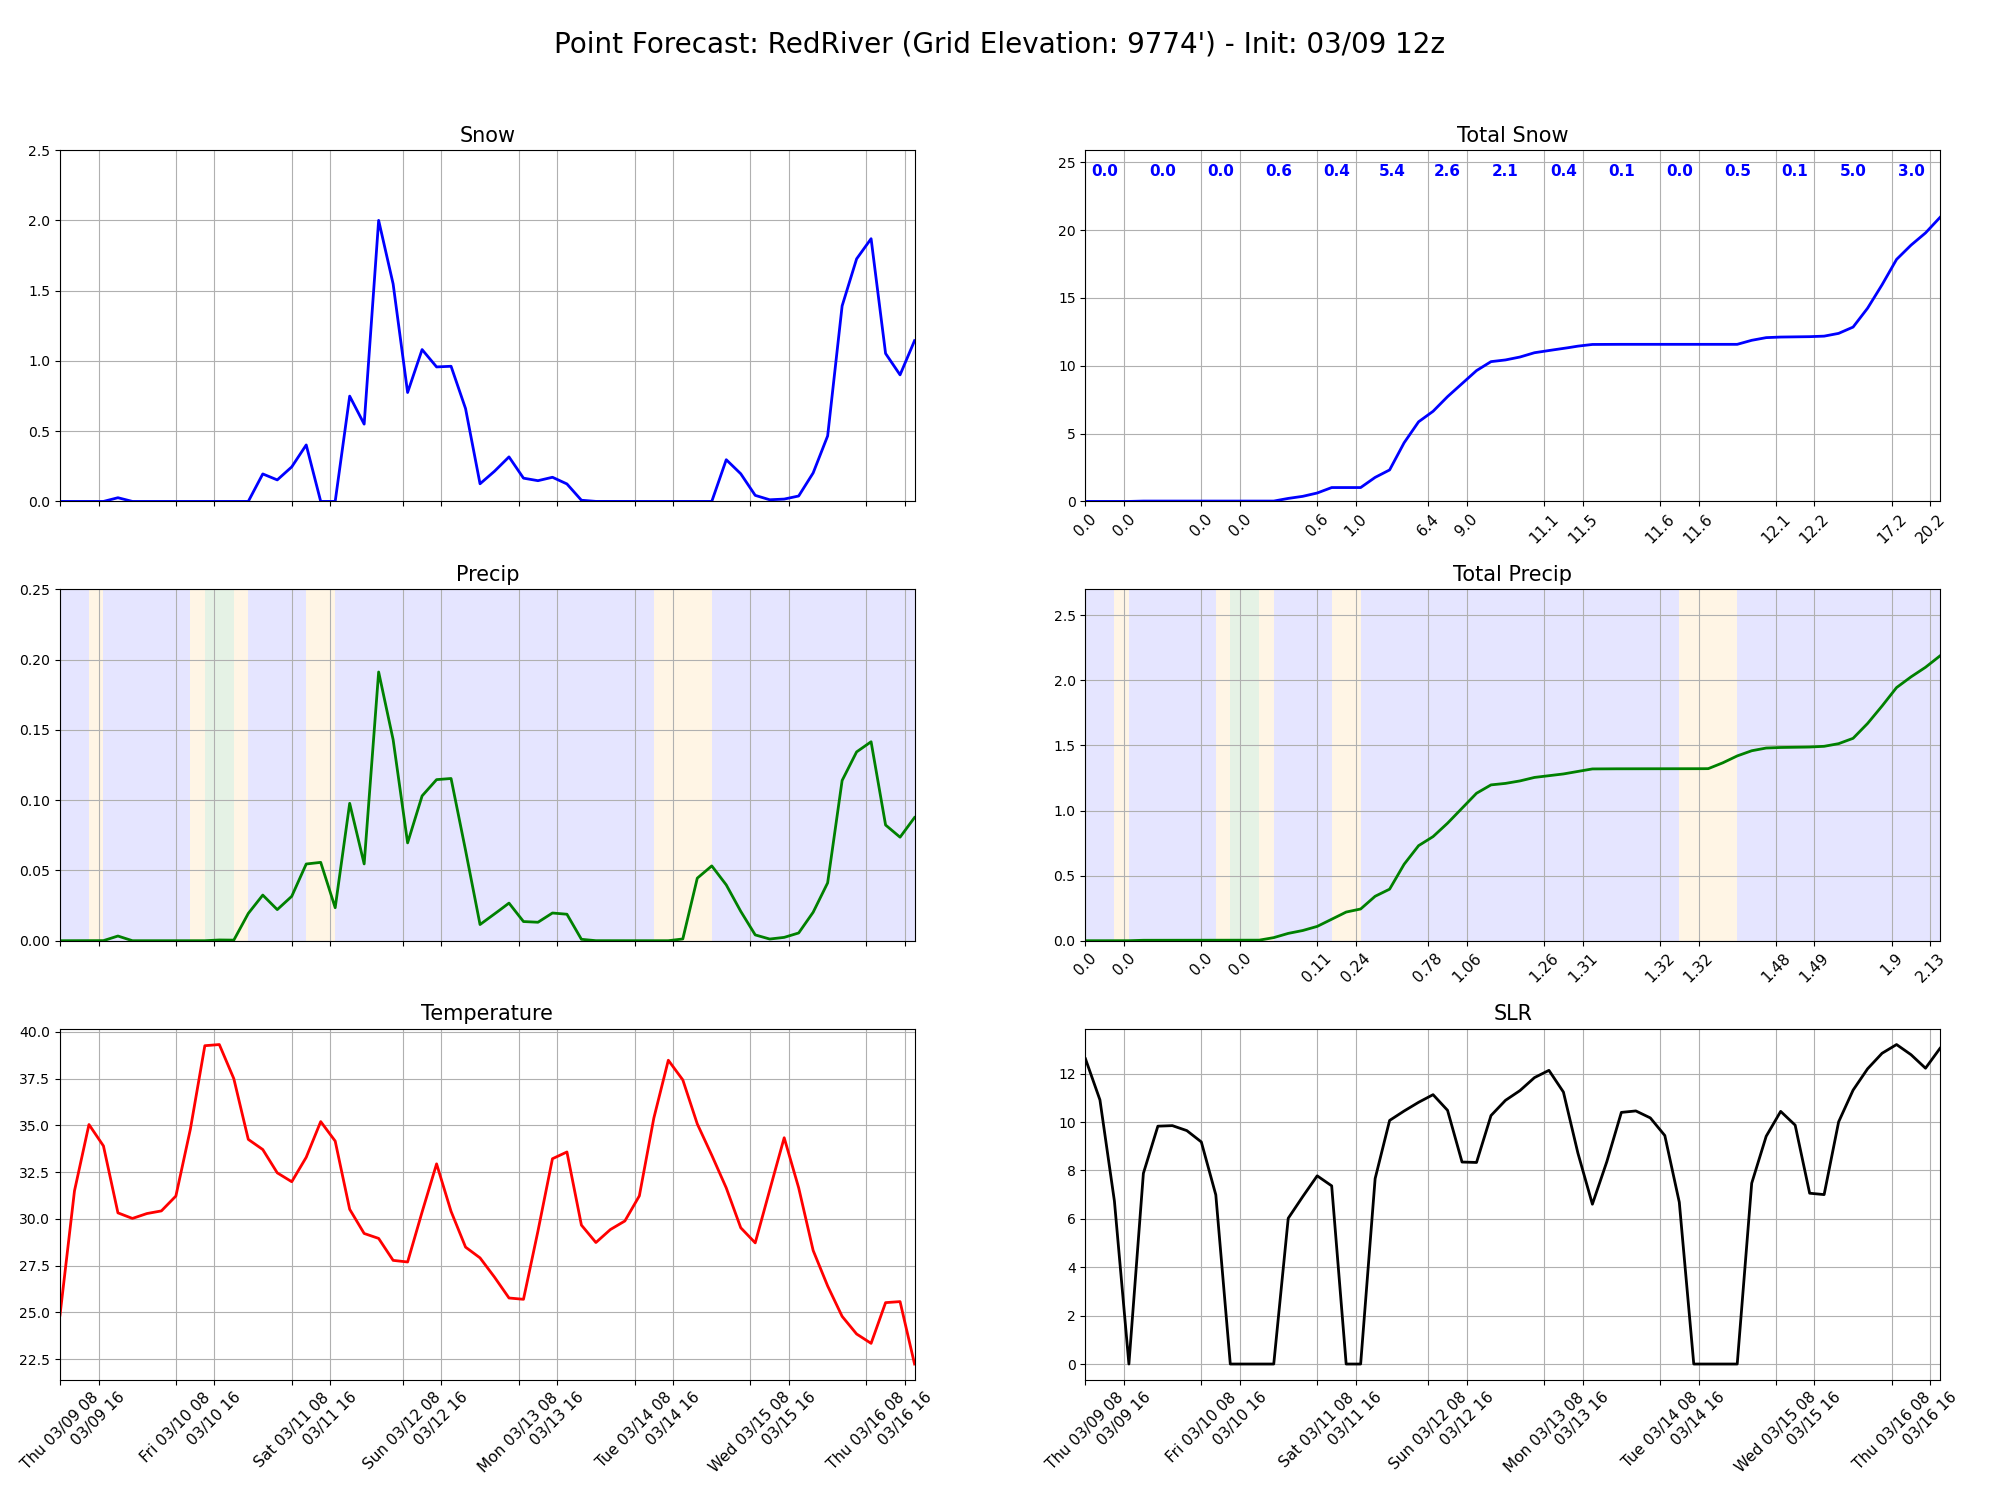 Point Forecast: RedRiver (Grid Elevation: 9774') - Init: 03/09 12z
Snow
2.5
2.0
1.5
1.0
0.5
0.0
Total Snow
25
20
15
10
5
0
0.0 0.0 0.0 0.6 0.4 5.4 2.6 2.1 0.4 0.1 0.0 0.5 0.1 5.0 3.0
0.0 0.0 0.0 0.0 0.6 1.0 6.4 9.0 11.1 11.5 11.6 11.6 12.1 12.2 17.2 20.2
Precip
0.25
0.20
0.15
0.10
0.05
0.00
Total Precip
2.5
2.0
1.5
1.0
0.5
0.0
0.0 0.0 0.0 0.0 0.11 0.24 0.78 1.06 1.26 1.31 1.32 1.32 1.48 1.49 1.9 2.13
Temperature
40.0
37.5
35.0
32.5
30.0
27.5
25.0
22.5
Thu 03/09 08
03/09 16
Fri 03/10 08
03/10 16
Sat 03/11 08
03/11 16
Sun 03/12 08
03/12 16
Mon 03/13 08
03/13 16
Tue 03/14 08
03/14 16
Wed 03/15 08
03/15 16
Thu 03/16 08
03/16 16
SLR
12
10
8
6
4
2
0
Thu 03/09 08
03/09 16
Fri 03/10 08
03/10 16
Sat 03/11 08
03/11 16
Sun 03/12 08
03/12 16
Mon 03/13 08
03/13 16
Tue 03/14 08
03/14 16
Wed 03/15 08
03/15 16
Thu 03/16 08
03/16 16